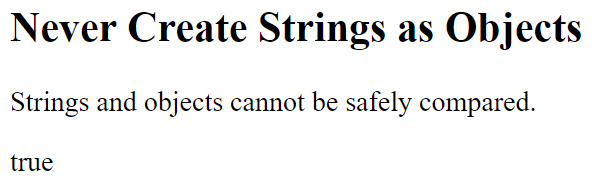 Never Create Strings as Objects
Strings and objects cannot be safely compared.
true